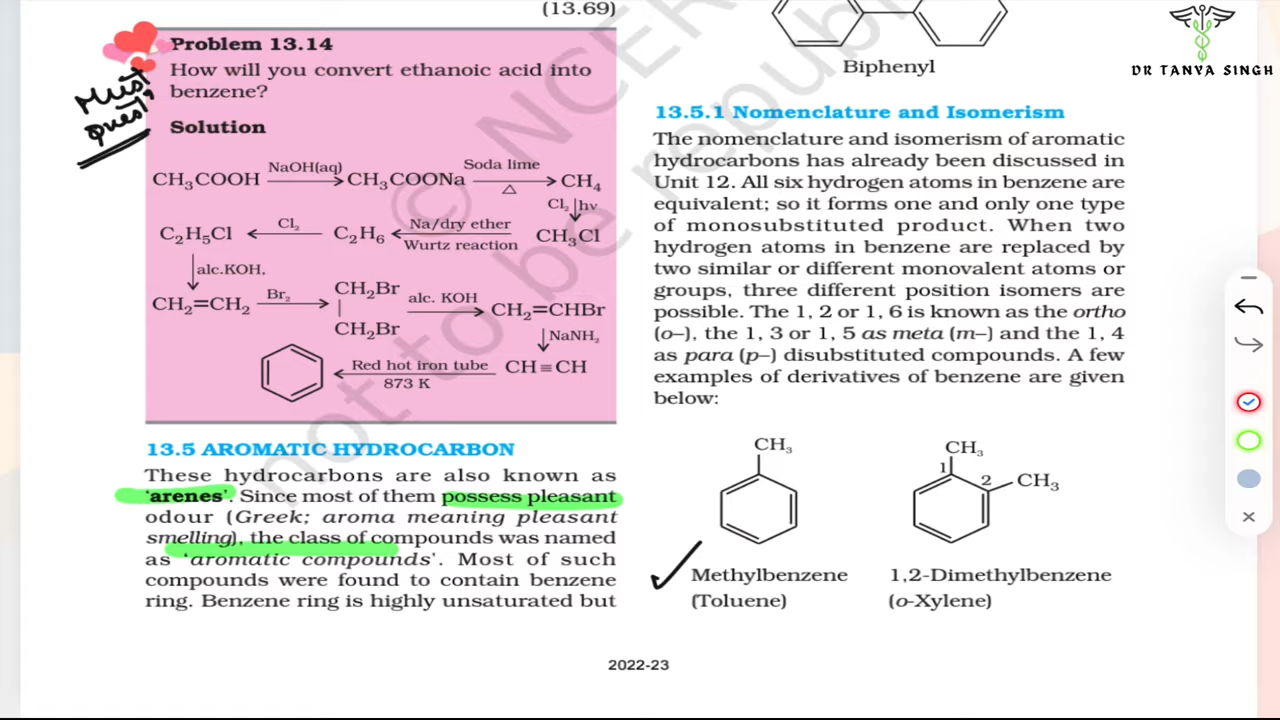 (13.69)
Must
Quest
Problem 13.14
How will you convert ethanoic acid into
benzene?
Solution
CH₃COOH NaOH(aq) CH₃COONa Soda lime △ CH₄
Cl₂ hν
C₂H₅Cl Cl₂ C₂H₆ Na/dry ether Wurtz reaction CH₃Cl
alc.KOH,
CH₂=CH₂ Br₂ CH₂Br alc. KOH CH₂=CHBr
CH₂Br NaNH₂
Red hot iron tube CH≡CH
873 K
13.5 AROMATIC HYDROCARBON
These hydrocarbons are also known as
'arenes'. Since most of them possess pleasant
odour (Greek; aroma meaning pleasant
smelling), the class of compounds was named
as 'aromatic compounds'. Most of such
compounds were found to contain benzene
ring. Benzene ring is highly unsaturated but
Biphenyl
13.5.1 Nomenclature and Isomerism
The nomenclature and isomerism of aromatic
hydrocarbons has already been discussed in
Unit 12. All six hydrogen atoms in benzene are
equivalent; so it forms one and only one type
of monosubstituted product. When two
hydrogen atoms in benzene are replaced by
two similar or different monovalent atoms or
groups, three different position isomers are
possible. The 1, 2 or 1, 6 is known as the ortho
(o–), the 1, 3 or 1, 5 as meta (m–) and the 1, 4
as para (p–) disubstituted compounds. A few
examples of derivatives of benzene are given
below:
CH₃ CH₃
1 2 CH₃
Methylbenzene 1,2-Dimethylbenzene
(Toluene) (o-Xylene)
2022-23
DR TANYA SINGH
© NCER
not to be republ